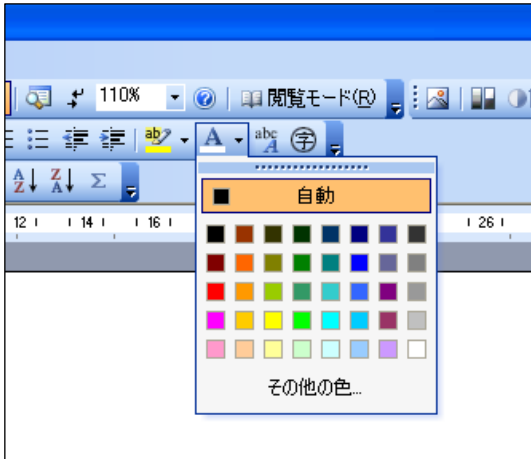 110% 閲覧モード(R)
ab A abc A 字
A Z Z A Σ
自動
12 14 16 26
その他の色...